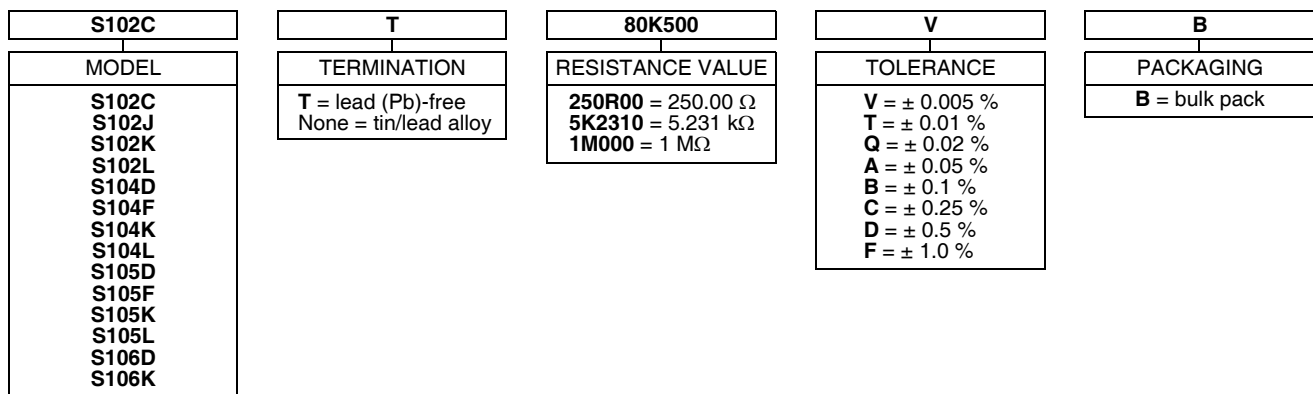 S102C
T
80K500
V
B
MODEL
TERMINATION
RESISTANCE VALUE
TOLERANCE
PACKAGING
S102C
S102J
S102K
S102L
S104D
S104F
S104K
S104L
S105D
S105F
S105K
S105L
S106D
S106K
T = lead (Pb)-free
None = tin/lead alloy
250R00 = 250.00 Ω
5K2310 = 5.231 kΩ
1M000 = 1 MΩ
V = ± 0.005 %
T = ± 0.01 %
Q = ± 0.02 %
A = ± 0.05 %
B = ± 0.1 %
C = ± 0.25 %
D = ± 0.5 %
F = ± 1.0 %
B = bulk pack